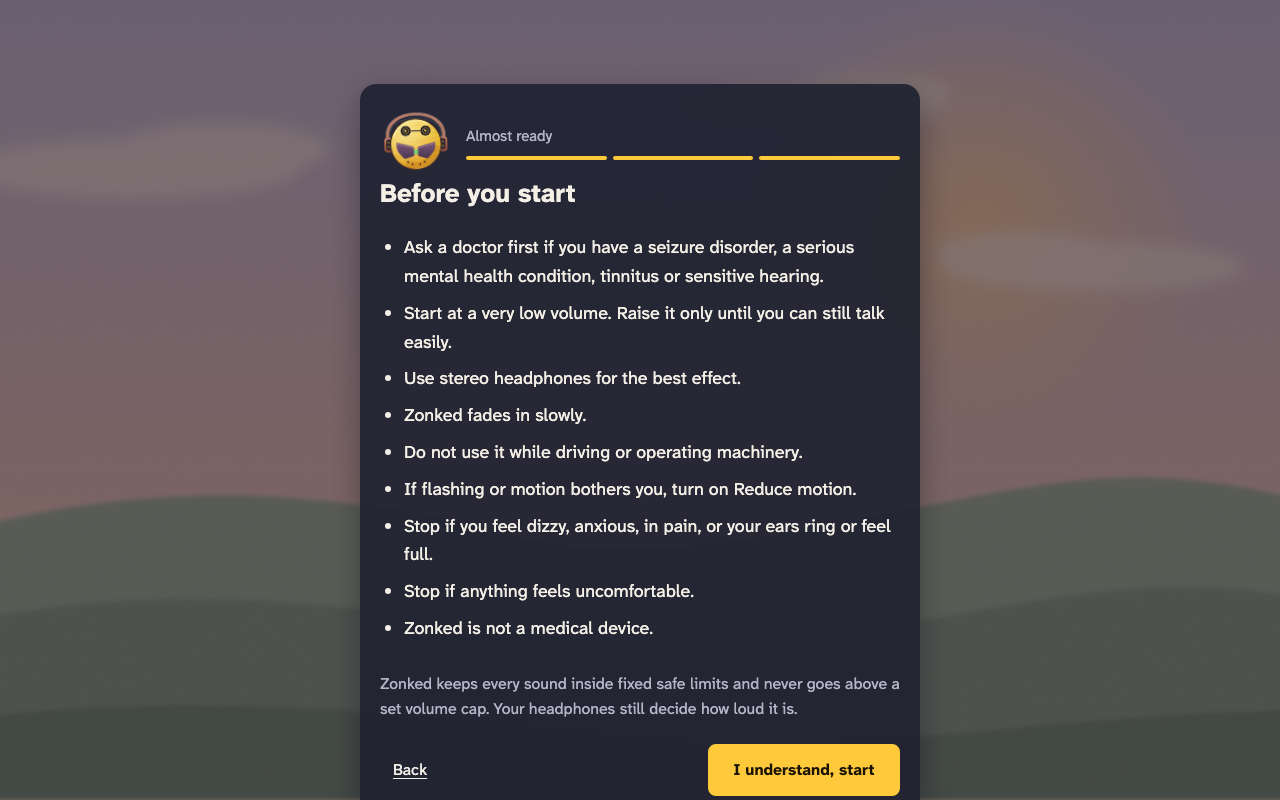 Almost ready
Before you start
Ask a doctor first if you have a seizure disorder, a serious
mental health condition, tinnitus or sensitive hearing.
Start at a very low volume. Raise it only until you can still talk
easily.
Use stereo headphones for the best effect.
Zonked fades in slowly.
Do not use it while driving or operating machinery.
If flashing or motion bothers you, turn on Reduce motion.
Stop if you feel dizzy, anxious, in pain, or your ears ring or feel
full.
Stop if anything feels uncomfortable.
Zonked is not a medical device.
Zonked keeps every sound inside fixed safe limits and never goes above a
set volume cap. Your headphones still decide how loud it is.
Back
I understand, start